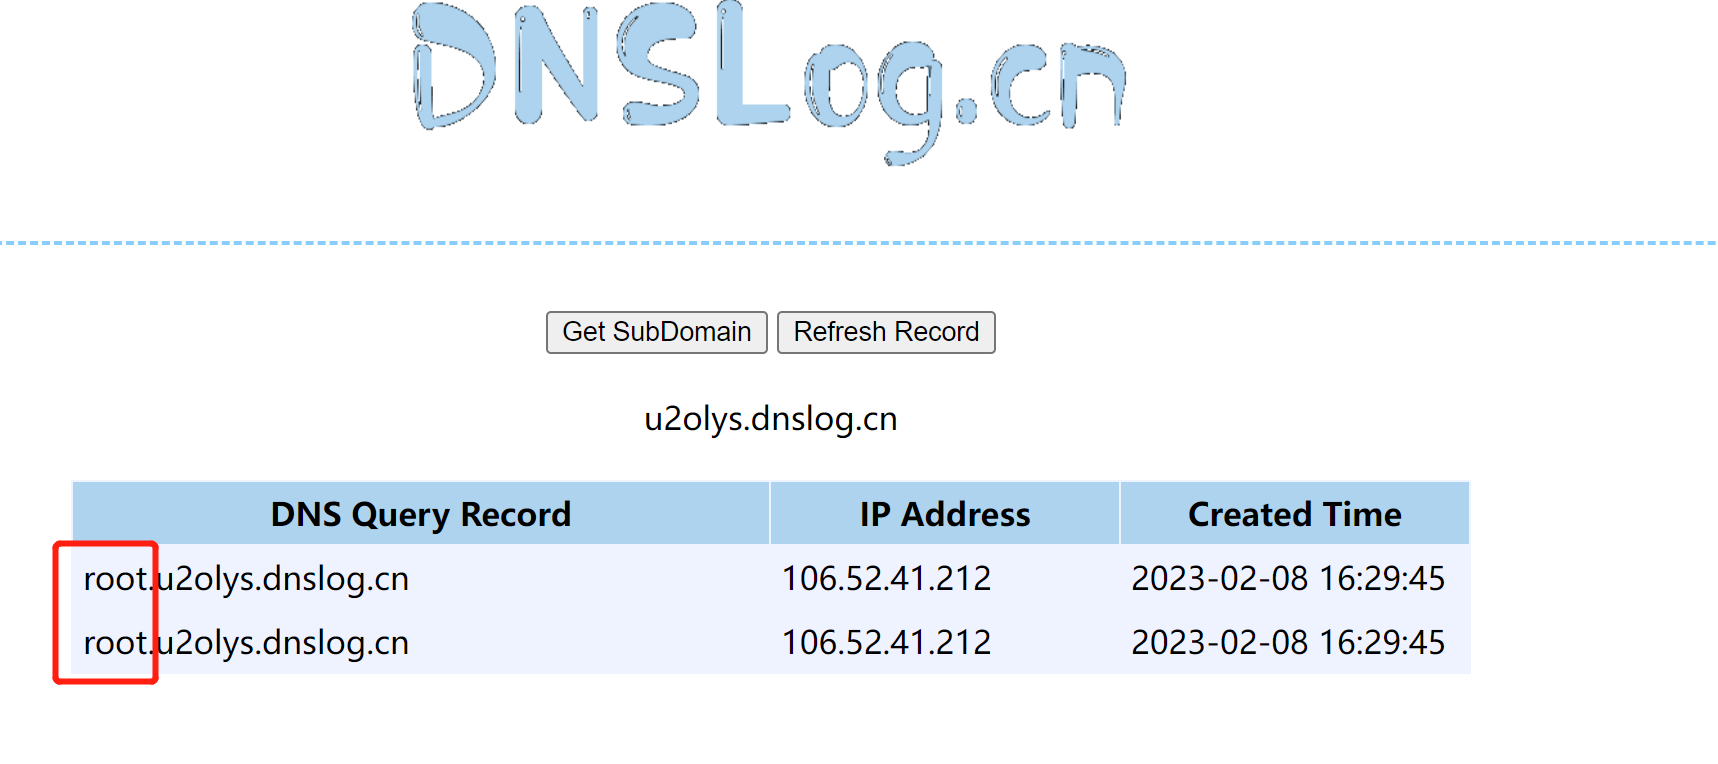 DNSLog.cn
Get SubDomain Refresh Record
u2olys.dnslog.cn
DNS Query Record IP Address Created Time
root.u2olys.dnslog.cn 106.52.41.212 2023-02-08 16:29:45
root.u2olys.dnslog.cn 106.52.41.212 2023-02-08 16:29:45